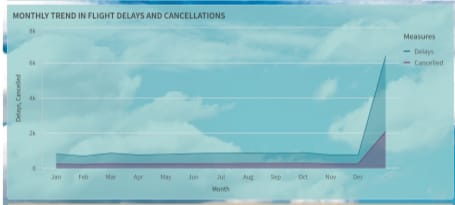 MONTHLY TREND IN FLIGHT DELAYS AND CANCELLATIONS
8k
6k
4k
2k
0
Delays, Cancelled
Jan Feb Mar Apr May Jun Jul Aug Sep Oct Nov Dec
Month
Measures
Delays
Cancelled